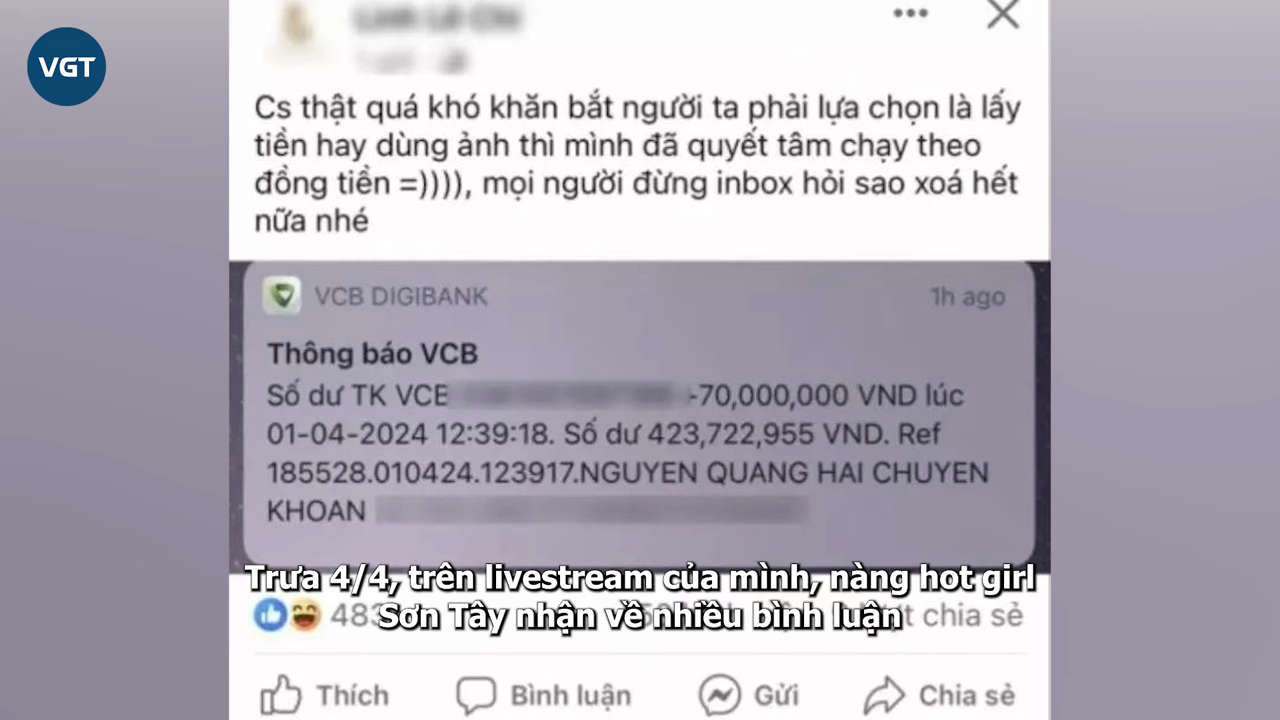 VGT
Cs thật quá khó khăn bắt người ta phải lựa chọn là lấy
tiền hay dùng ảnh thì mình đã quyết tâm chạy theo
đồng tiền =)))), mọi người đừng inbox hỏi sao xoá hết
nữa nhé
VCB DIGIBANK
1h ago
Thông báo VCB
Số dư TK VCB +70,000,000 VND lúc
01-04-2024 12:39:18. Số dư 423,722,955 VND. Ref
185528.010424.123917.NGUYEN QUANG HAI CHUYEN
KHOAN
Trưa 4/4, trên livestream của mình, nàng hot girl
Sơn Tây nhận về nhiều bình luận
chia sẻ
Thích
Bình luận
Gửi
Chia sẻ